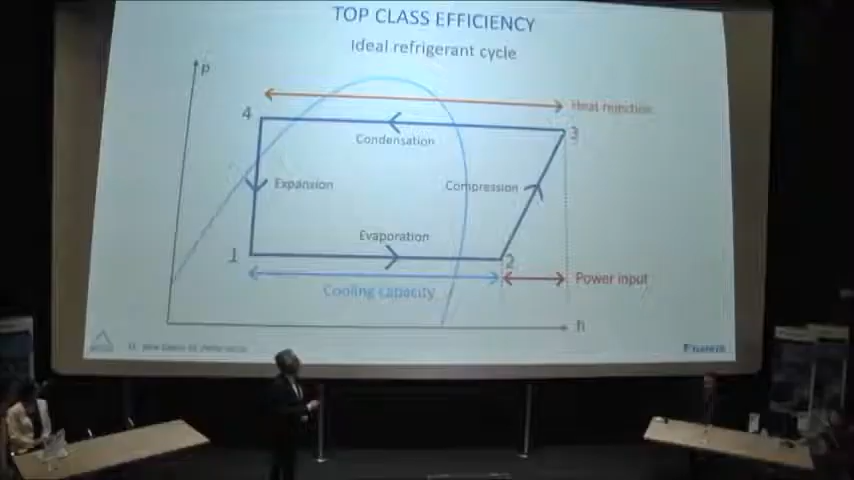 TOP CLASS EFFICIENCY
Ideal refrigerant cycle
p
4
Heat rejection
3
Condensation
Expansion
Compression
Evaporation
1
2
Cooling capacity
Power input
h